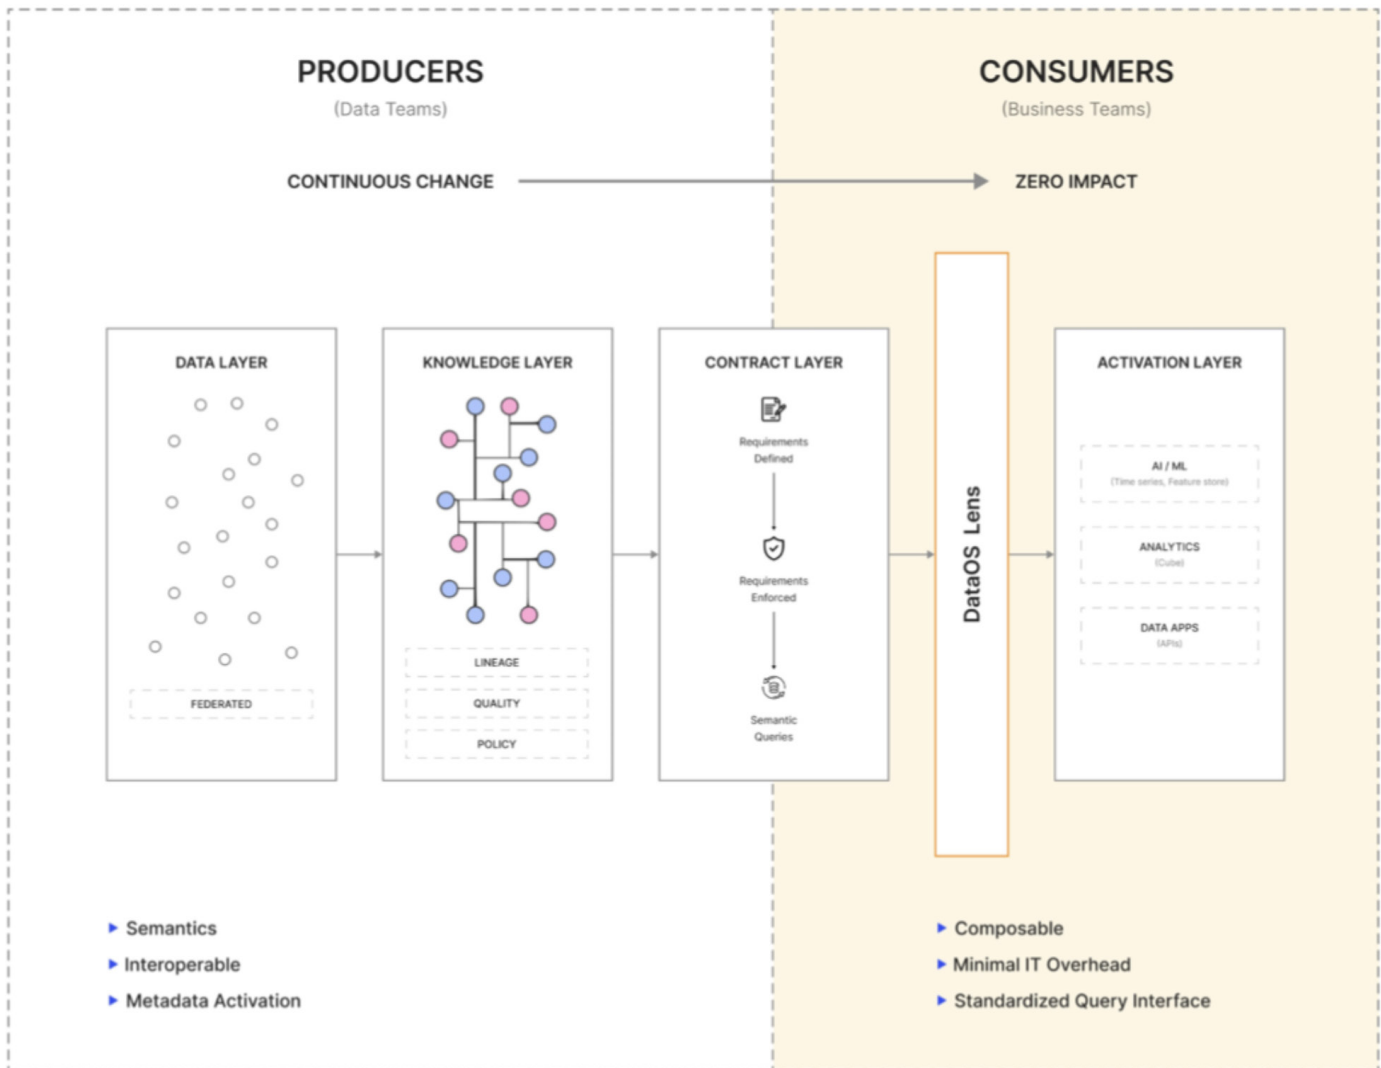 PRODUCERS
(Data Teams)
CONSUMERS
(Business Teams)
CONTINUOUS CHANGE
ZERO IMPACT
DATA LAYER
FEDERATED
KNOWLEDGE LAYER
LINEAGE
QUALITY
POLICY
CONTRACT LAYER
Requirements
Defined
Requirements
Enforced
Semantic
Queries
DataOS Lens
ACTIVATION LAYER
AI / ML
(Time series, Feature store)
ANALYTICS
(Cube)
DATA APPS
(APIs)
Semantics
Interoperable
Metadata Activation
Composable
Minimal IT Overhead
Standardized Query Interface